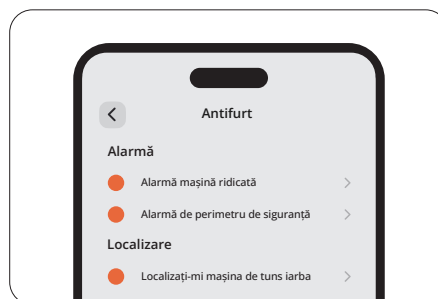 Antifurt
Alarmă
Alarmă mașină ridicată
Alarmă de perimetru de siguranță
Localizare
Localizați-mi mașina de tuns iarba